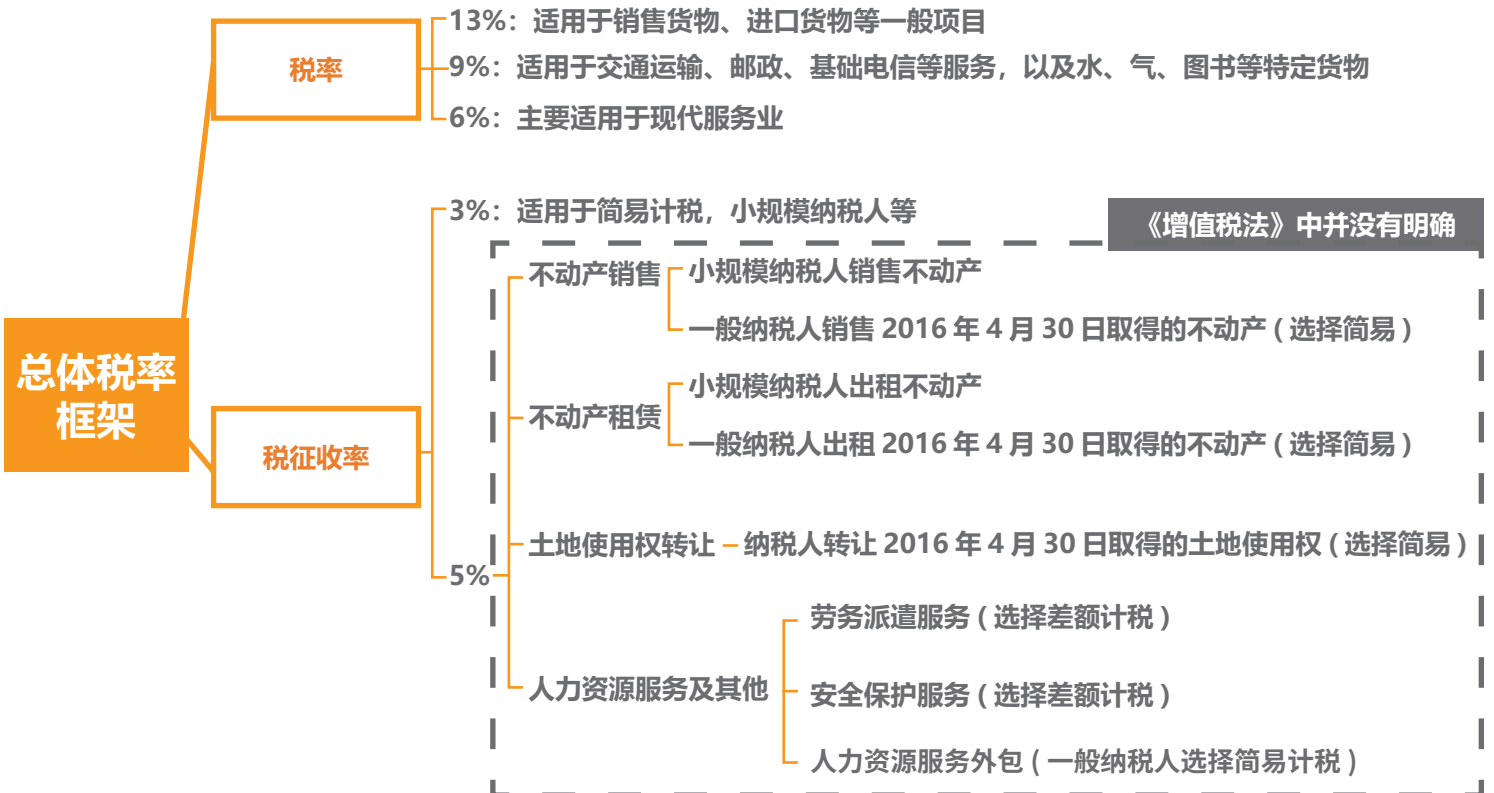 总体税率
框架
税率
13%：适用于销售货物、进口货物等一般项目
9%：适用于交通运输、邮政、基础电信等服务，以及水、气、图书等特定货物
6%：主要适用于现代服务业
税征收率
3%：适用于简易计税，小规模纳税人等
《增值税法》中并没有明确
5%
不动产销售
小规模纳税人销售不动产
一般纳税人销售 2016 年 4 月 30 日取得的不动产 ( 选择简易 )
不动产租赁
小规模纳税人出租不动产
一般纳税人出租 2016 年 4 月 30 日取得的不动产 ( 选择简易 )
土地使用权转让
纳税人转让 2016 年 4 月 30 日取得的土地使用权 ( 选择简易 )
人力资源服务及其他
劳务派遣服务 ( 选择差额计税 )
安全保护服务 ( 选择差额计税 )
人力资源服务外包 ( 一般纳税人选择简易计税 )